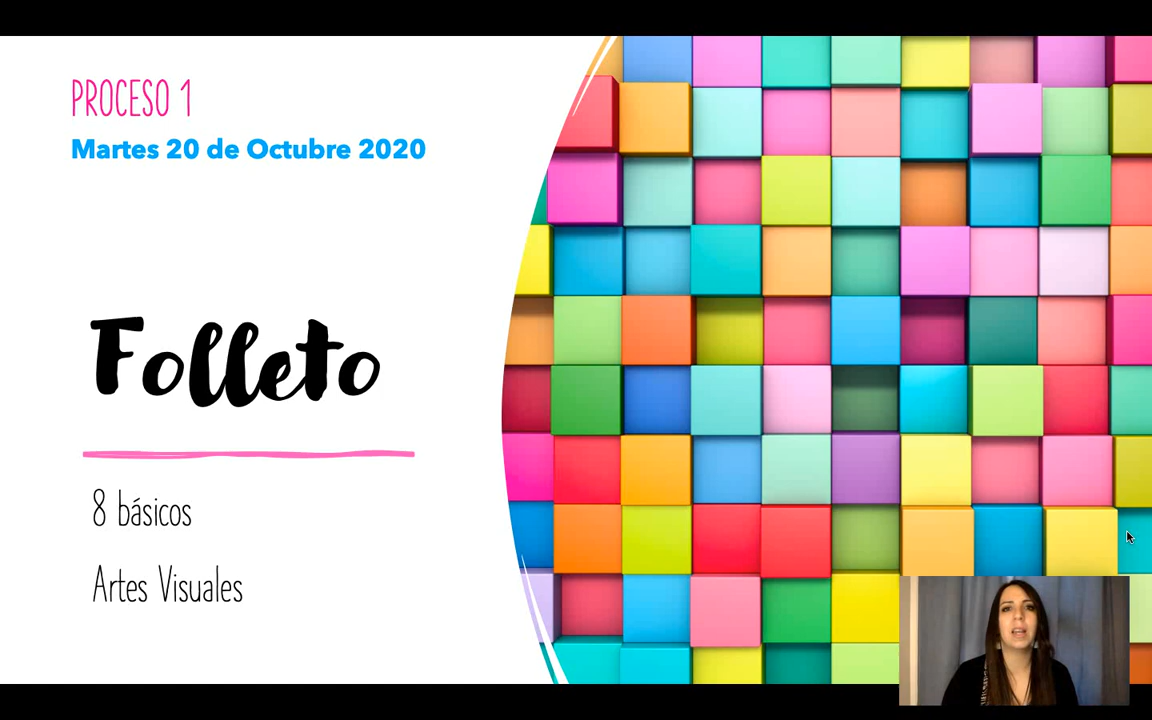 PROCESO 1
Martes 20 de Octubre 2020
Folleto
8 básicos
Artes Visuales